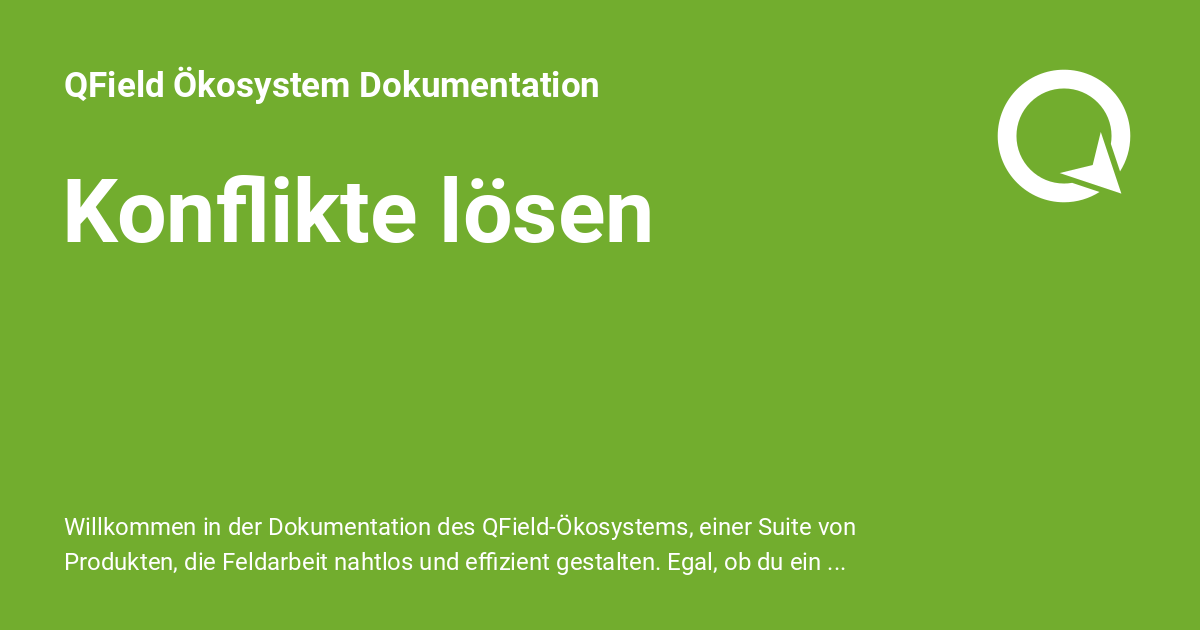 QField Ökosystem Dokumentation
Konflikte lösen
Willkommen in der Dokumentation des QField-Ökosystems, einer Suite von
Produkten, die Feldarbeit nahtlos und effizient gestalten. Egal, ob du ein ...